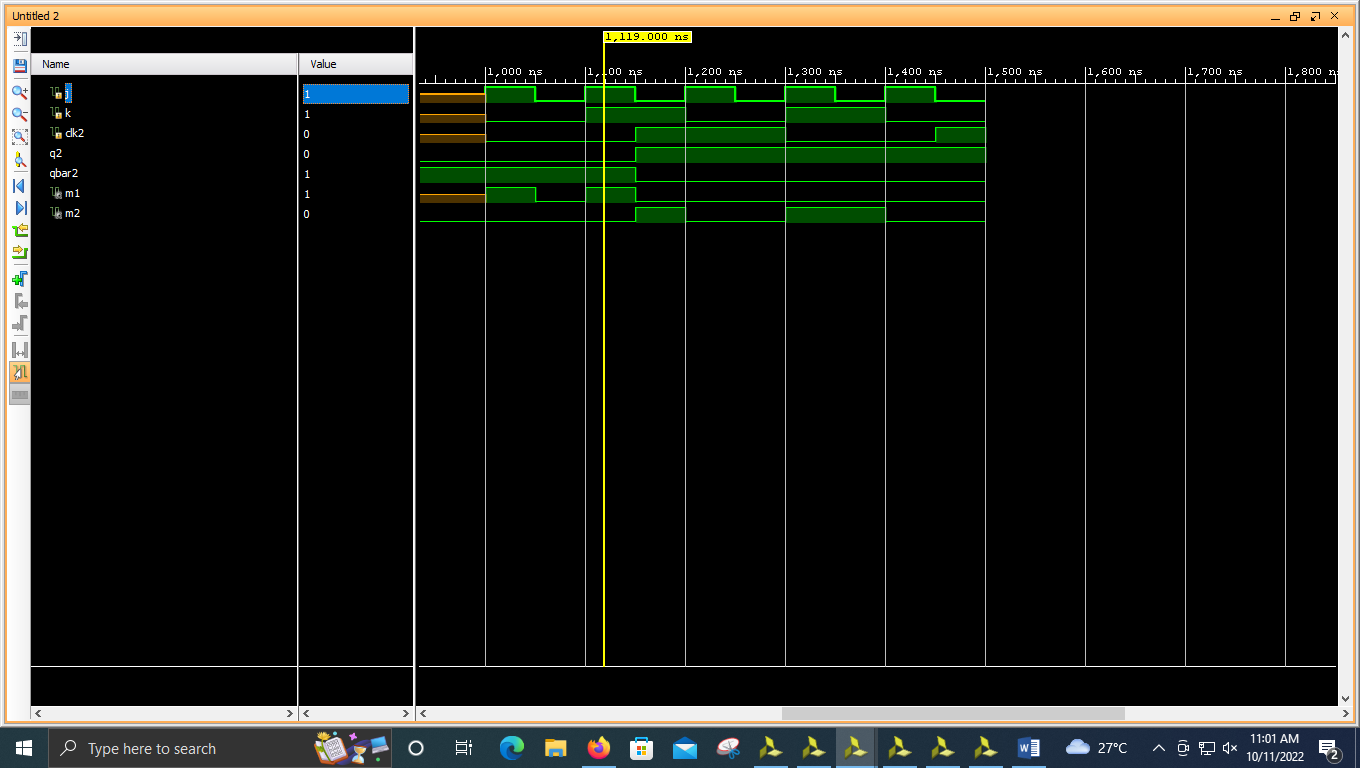 Untitled 2
1,119.000 ns
Name Value
1,000 ns 1,100 ns 1,200 ns 1,300 ns 1,400 ns 1,500 ns 1,600 ns 1,700 ns 1,800 ns
j 1
k 1
clk2 0
q2 0
qbar2 1
m1 1
m2 0
Type here to search
27°C
11:01 AM
10/11/2022
2